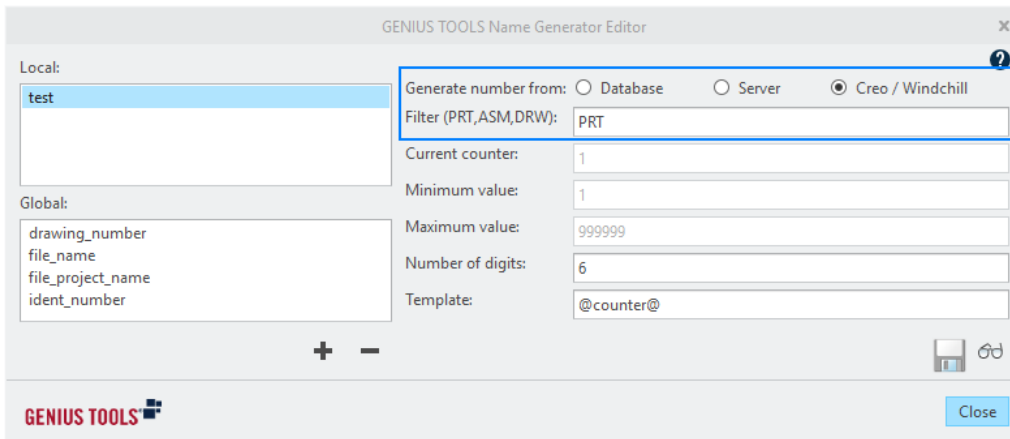 GENIUS TOOLS Name Generator Editor
Local:
test
Global:
drawing_number
file_name
file_project_name
ident_number
Generate number from: Database Server Creo / Windchill
Filter (PRT,ASM,DRW): PRT
Current counter: 1
Minimum value: 1
Maximum value: 999999
Number of digits: 6
Template: @counter@
GENIUS TOOLS
Close